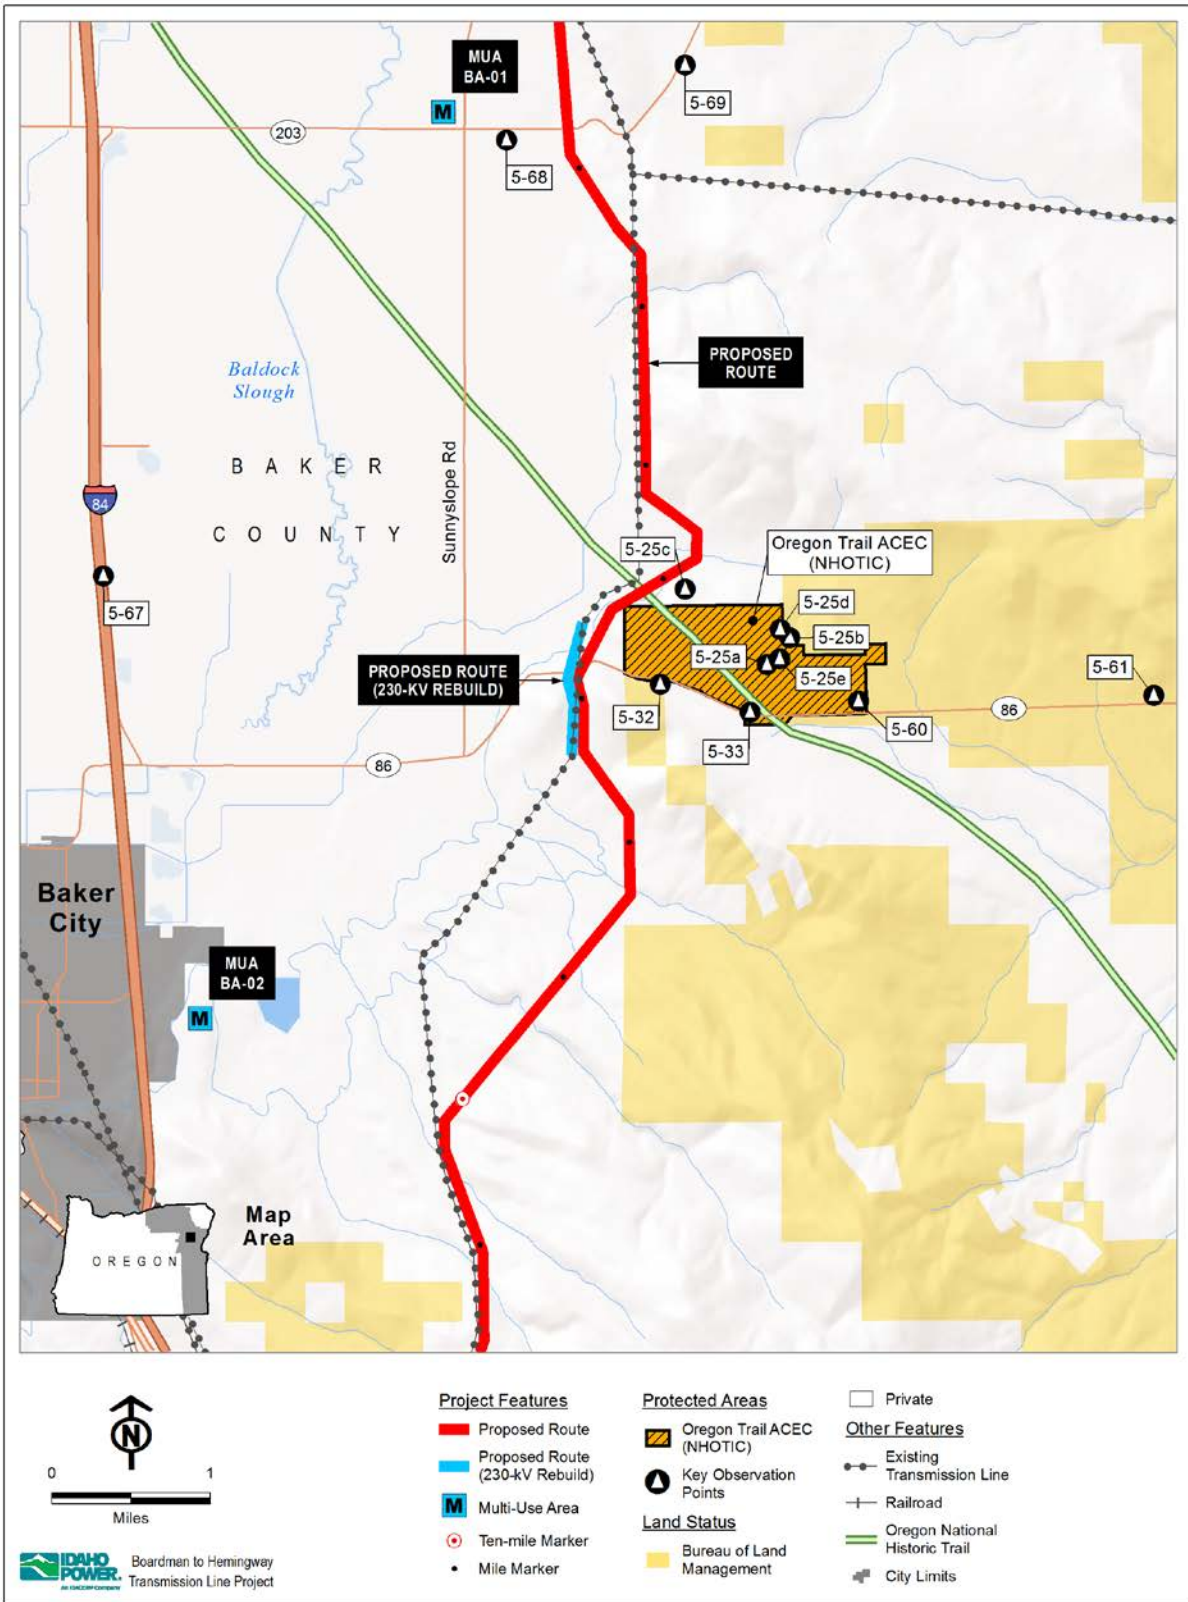 MUA
BA-01
5-69
203
5-68
PROPOSED
ROUTE
Baldock
Slough
BAKER
COUNTY
Sunnyslope Rd
84
5-67
5-25c
Oregon Trail ACEC
(NHOTIC)
5-25d
5-25b
5-25a
5-25e
5-61
PROPOSED ROUTE
(230-KV REBUILD)
5-32
5-33
5-60
86
86
Baker
City
MUA
BA-02
M
M
Map
Area
OREGON
N
0 1
Miles
IDAHO
POWER.
An IDACORP Company
Boardman to Hemingway
Transmission Line Project
Project Features
Proposed Route
Proposed Route
(230-kV Rebuild)
M
Multi-Use Area
Ten-mile Marker
Mile Marker
Protected Areas
Oregon Trail ACEC
(NHOTIC)
Key Observation
Points
Land Status
Bureau of Land
Management
Private
Other Features
Existing
Transmission Line
Railroad
Oregon National
Historic Trail
City Limits